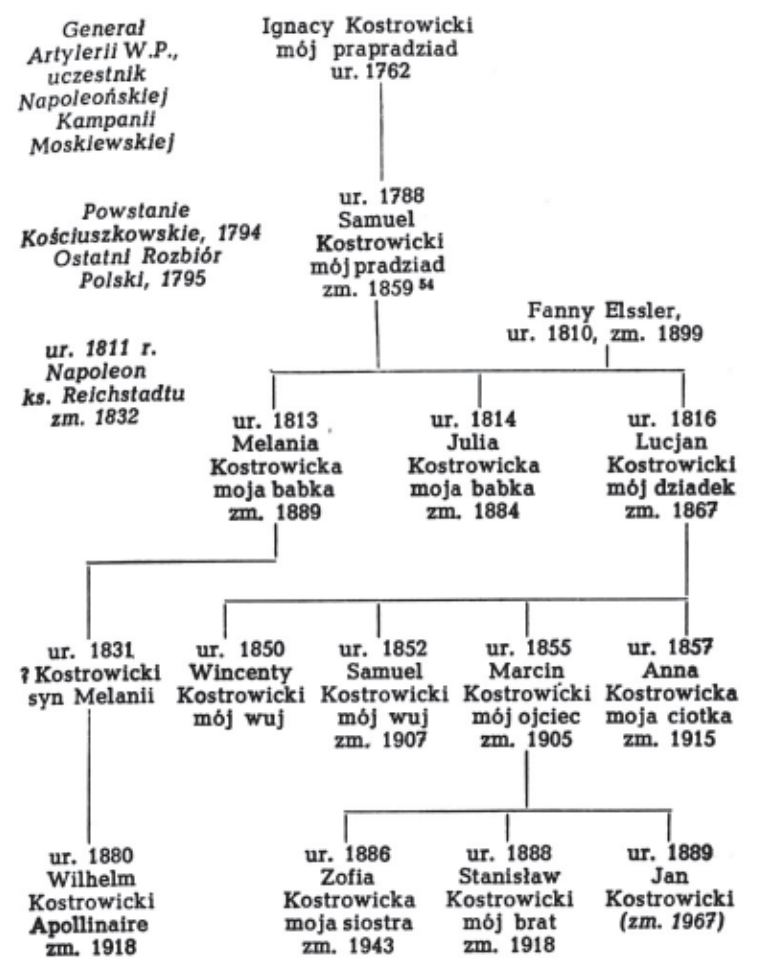 Generał
Artylerii W.P.,
uczestnik
Napoleońskiej
Kampanii
Moskiewskiej
Ignacy Kostrowicki
mój prapradziad
ur. 1762
Powstanie
Kościuszkowskie, 1794
Ostatni Rozbiór
Polski, 1795
ur. 1788
Samuel
Kostrowicki
mój pradziad
zm. 1859 54
Fanny Elssler,
ur. 1810, zm. 1899
ur. 1811 r.
Napoleon
ks. Reichstadtu
zm. 1832
ur. 1813
Melania
Kostrowicka
moja babka
zm. 1889
ur. 1814
Julia
Kostrowicka
moja babka
zm. 1884
ur. 1816
Lucjan
Kostrowicki
mój dziadek
zm. 1867
ur. 1831
? Kostrowicki
syn Melanii
ur. 1850
Wincenty
Kostrowicki
mój wuj
ur. 1852
Samuel
Kostrowicki
mój wuj
zm. 1907
ur. 1855
Marcin
Kostrowicki
mój ojciec
zm. 1905
ur. 1857
Anna
Kostrowicka
moja ciotka
zm. 1915
ur. 1880
Wilhelm
Kostrowicki
Apollinaire
zm. 1918
ur. 1886
Zofia
Kostrowicka
moja siostra
zm. 1943
ur. 1888
Stanisław
Kostrowicki
mój brat
zm. 1918
ur. 1889
Jan
Kostrowicki
(zm. 1967)